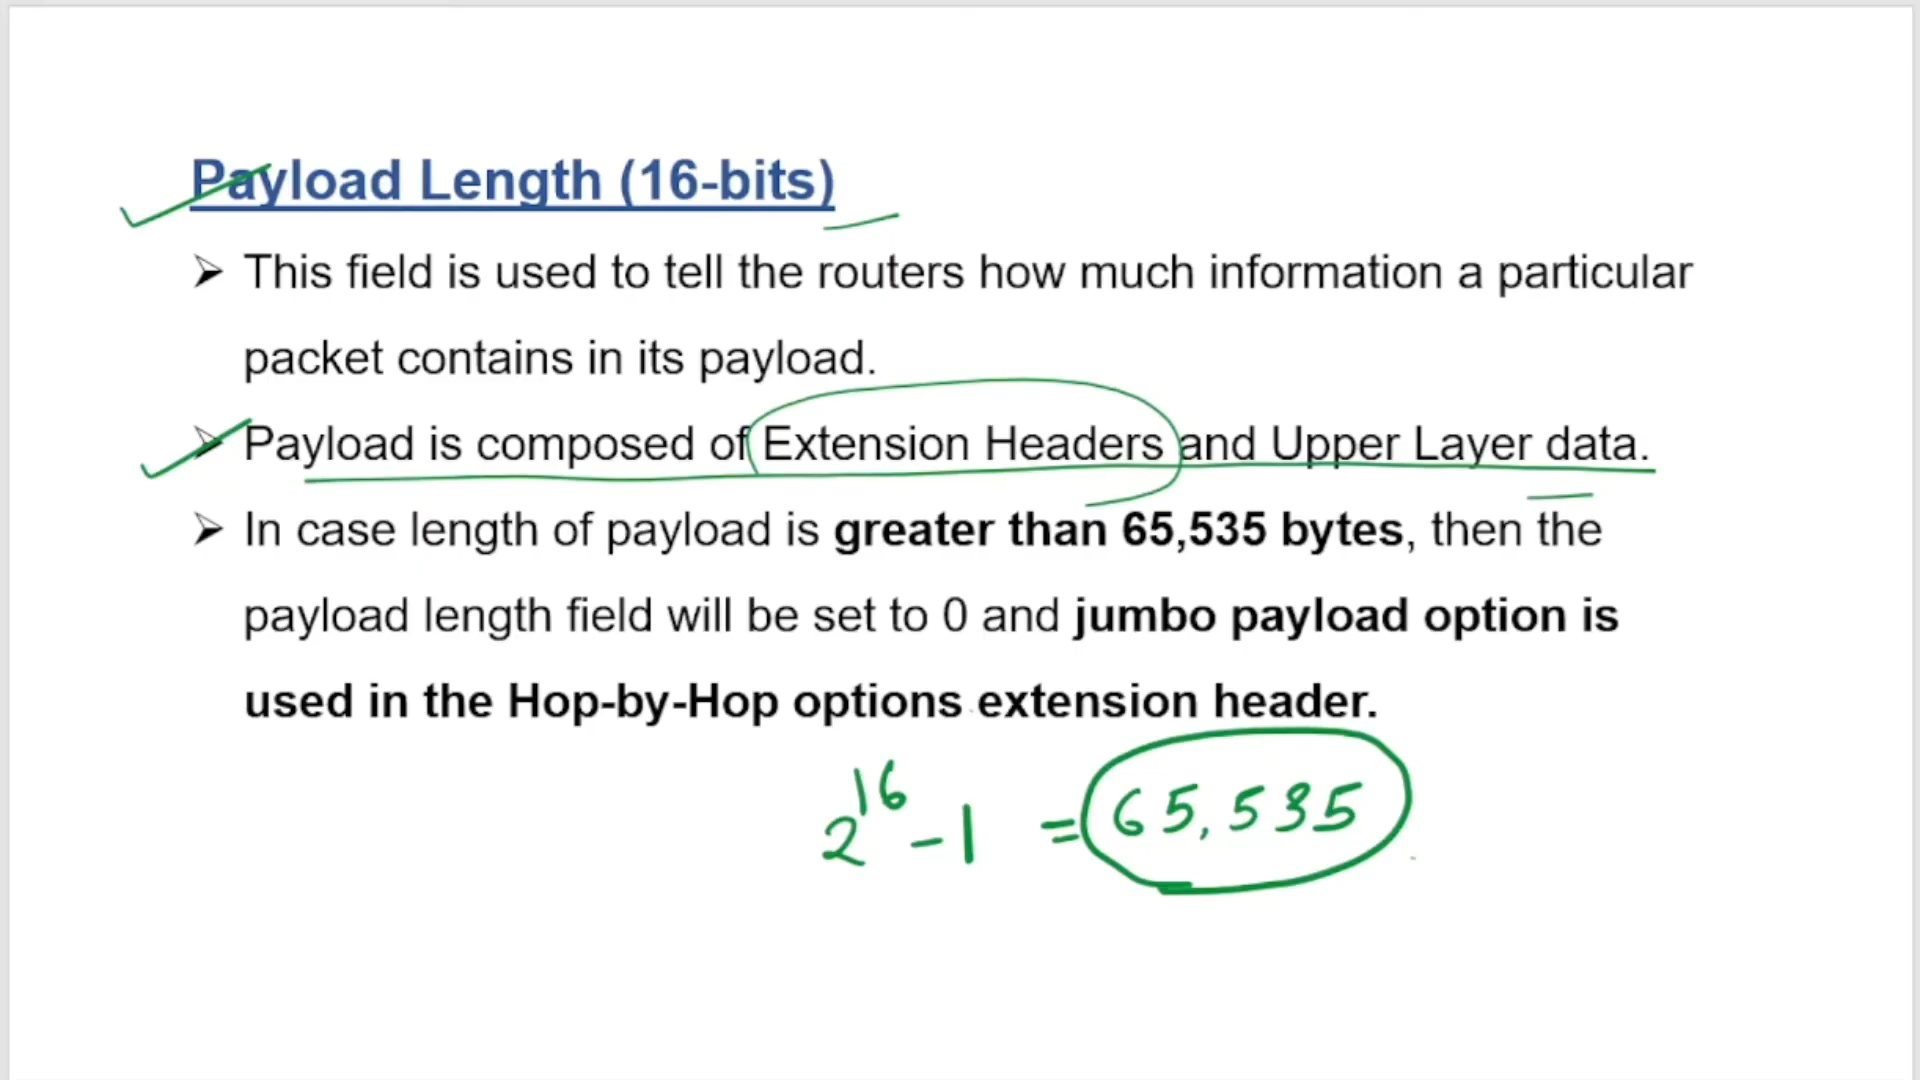 Payload Length (16-bits)
➢ This field is used to tell the routers how much information a particular
packet contains in its payload.
➢ Payload is composed of Extension Headers and Upper Layer data.
➢ In case length of payload is greater than 65,535 bytes, then the
payload length field will be set to 0 and jumbo payload option is
used in the Hop-by-Hop options extension header.
2¹⁶ - 1 = 65,535